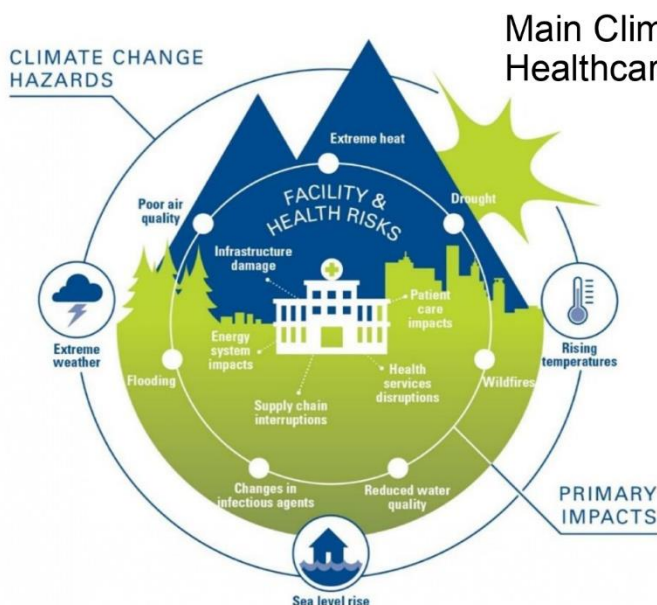 Main Clim
Healthcar
CLIMATE CHANGE
HAZARDS
Extreme heat
Poor air
quality
Drought
FACILITY &
HEALTH RISKS
Infrastructure
damage
Patient
care
impacts
Energy
system
impacts
Health
services
disruptions
Supply chain
interruptions
Extreme
weather
Rising
temperatures
Flooding
Wildfires
Changes in
infectious agents
Reduced water
quality
PRIMARY
IMPACTS
Sea level rise